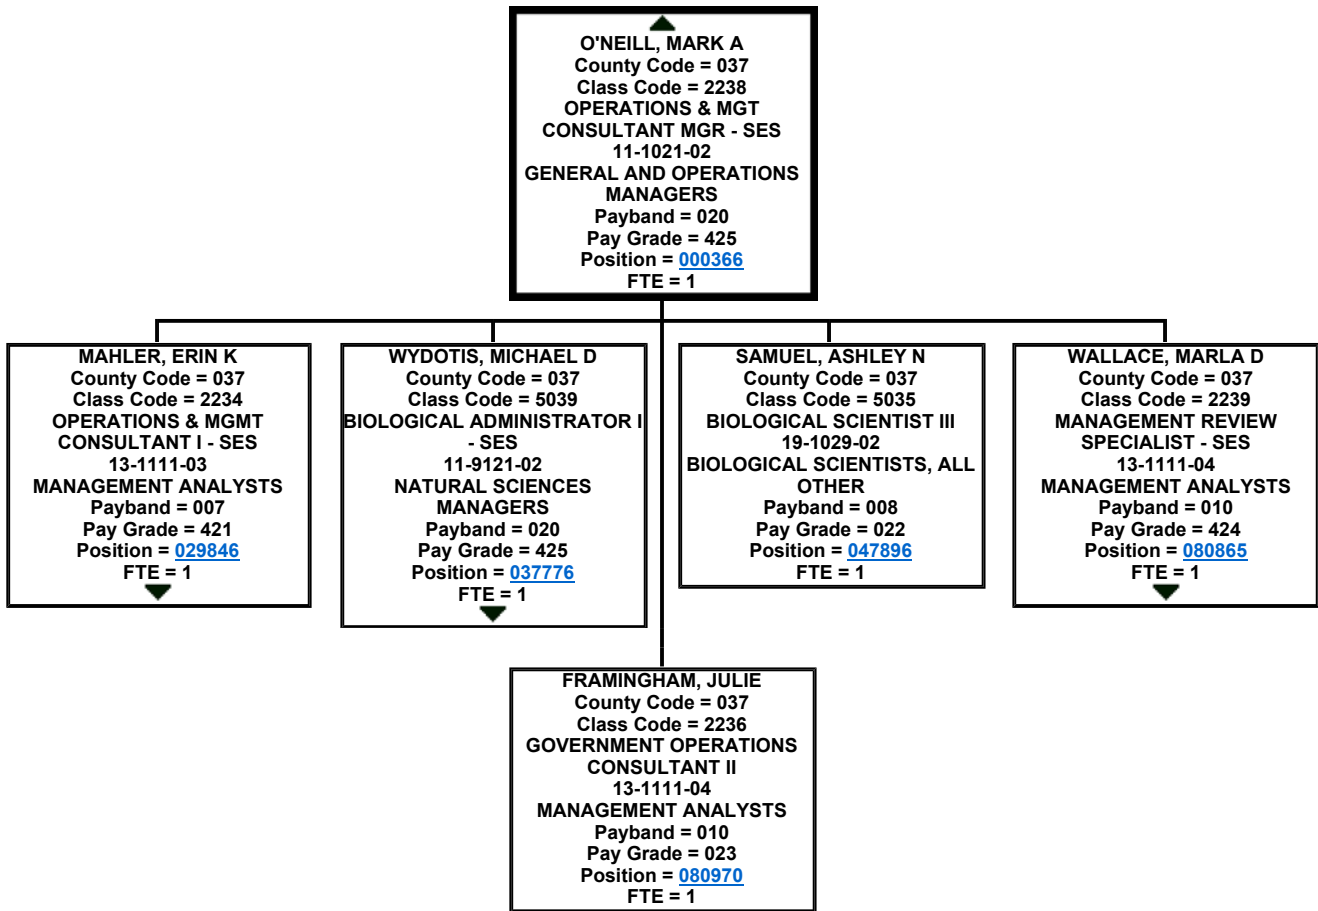 O'NEILL, MARK A
County Code = 037
Class Code = 2238
OPERATIONS & MGT
CONSULTANT MGR - SES
11-1021-02
GENERAL AND OPERATIONS
MANAGERS
Payband = 020
Pay Grade = 425
Position = 000366
FTE = 1
MAHLER, ERIN K
County Code = 037
Class Code = 2234
OPERATIONS & MGMT
CONSULTANT I - SES
13-1111-03
MANAGEMENT ANALYSTS
Payband = 007
Pay Grade = 421
Position = 029846
FTE = 1
WYDOTIS, MICHAEL D
County Code = 037
Class Code = 5039
BIOLOGICAL ADMINISTRATOR I
- SES
11-9121-02
NATURAL SCIENCES
MANAGERS
Payband = 020
Pay Grade = 425
Position = 037776
FTE = 1
SAMUEL, ASHLEY N
County Code = 037
Class Code = 5035
BIOLOGICAL SCIENTIST III
19-1029-02
BIOLOGICAL SCIENTISTS, ALL
OTHER
Payband = 008
Pay Grade = 022
Position = 047896
FTE = 1
WALLACE, MARLA D
County Code = 037
Class Code = 2239
MANAGEMENT REVIEW
SPECIALIST - SES
13-1111-04
MANAGEMENT ANALYSTS
Payband = 010
Pay Grade = 424
Position = 080865
FTE = 1
FRAMINGHAM, JULIE
County Code = 037
Class Code = 2236
GOVERNMENT OPERATIONS
CONSULTANT II
13-1111-04
MANAGEMENT ANALYSTS
Payband = 010
Pay Grade = 023
Position = 080970
FTE = 1